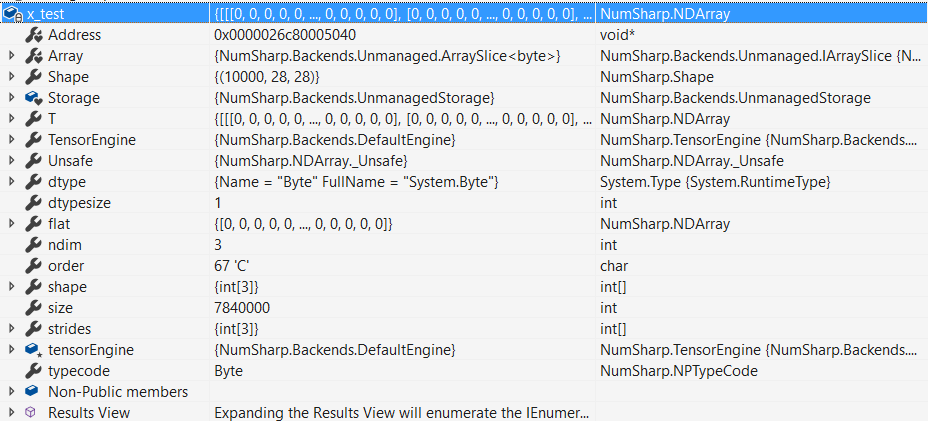 x_test {[[[0, 0, 0, 0, 0, ..., 0, 0, 0, 0, 0], [0, 0, 0, 0, 0, ..., 0, 0, 0, 0, 0], ... NumSharp.NDArray
Address 0x0000026c80005040 void*
Array {NumSharp.Backends.Unmanaged.ArraySlice<byte>} NumSharp.Backends.Unmanaged.IArraySlice {N...
Shape {(10000, 28, 28)} NumSharp.Shape
Storage {NumSharp.Backends.UnmanagedStorage} NumSharp.Backends.UnmanagedStorage
T {[[[0, 0, 0, 0, 0, ..., 0, 0, 0, 0, 0], [0, 0, 0, 0, 0, ..., 0, 0, 0, 0, 0], ... NumSharp.NDArray
TensorEngine {NumSharp.Backends.DefaultEngine} NumSharp.TensorEngine {NumSharp.Backends....
Unsafe {NumSharp.NDArray._Unsafe} NumSharp.NDArray._Unsafe
dtype {Name = "Byte" FullName = "System.Byte"} System.Type {System.RuntimeType}
dtypesize 1 int
flat {[0, 0, 0, 0, 0, ..., 0, 0, 0, 0, 0]} NumSharp.NDArray
ndim 3 int
order 67 'C' char
shape {int[3]} int[]
size 7840000 int
strides {int[3]} int[]
tensorEngine {NumSharp.Backends.DefaultEngine} NumSharp.TensorEngine {NumSharp.Backends....
typecode Byte NumSharp.NPTypeCode
Non-Public members
Results View Expanding the Results View will enumerate the IEnumer...